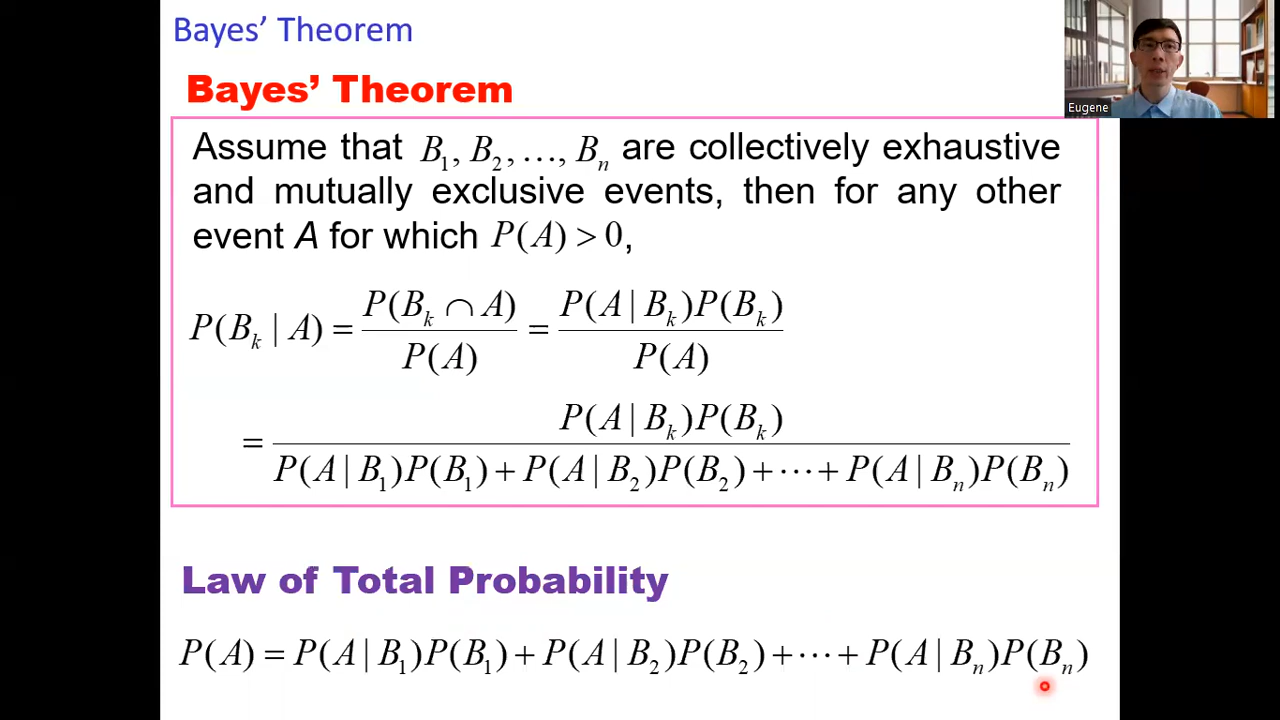 Bayes’ Theorem
Eugene
Bayes’ Theorem
Assume that B₁, B₂, …, Bₙ are collectively exhaustive
and mutually exclusive events, then for any other
event A for which P(A) > 0,
P(Bₖ | A) = P(Bₖ ∩ A) / P(A) = P(A | Bₖ)P(Bₖ) / P(A)
= P(A | Bₖ)P(Bₖ) / P(A | B₁)P(B₁) + P(A | B₂)P(B₂) + ⋯ + P(A | Bₙ)P(Bₙ)
Law of Total Probability
P(A) = P(A | B₁)P(B₁) + P(A | B₂)P(B₂) + ⋯ + P(A | Bₙ)P(Bₙ)